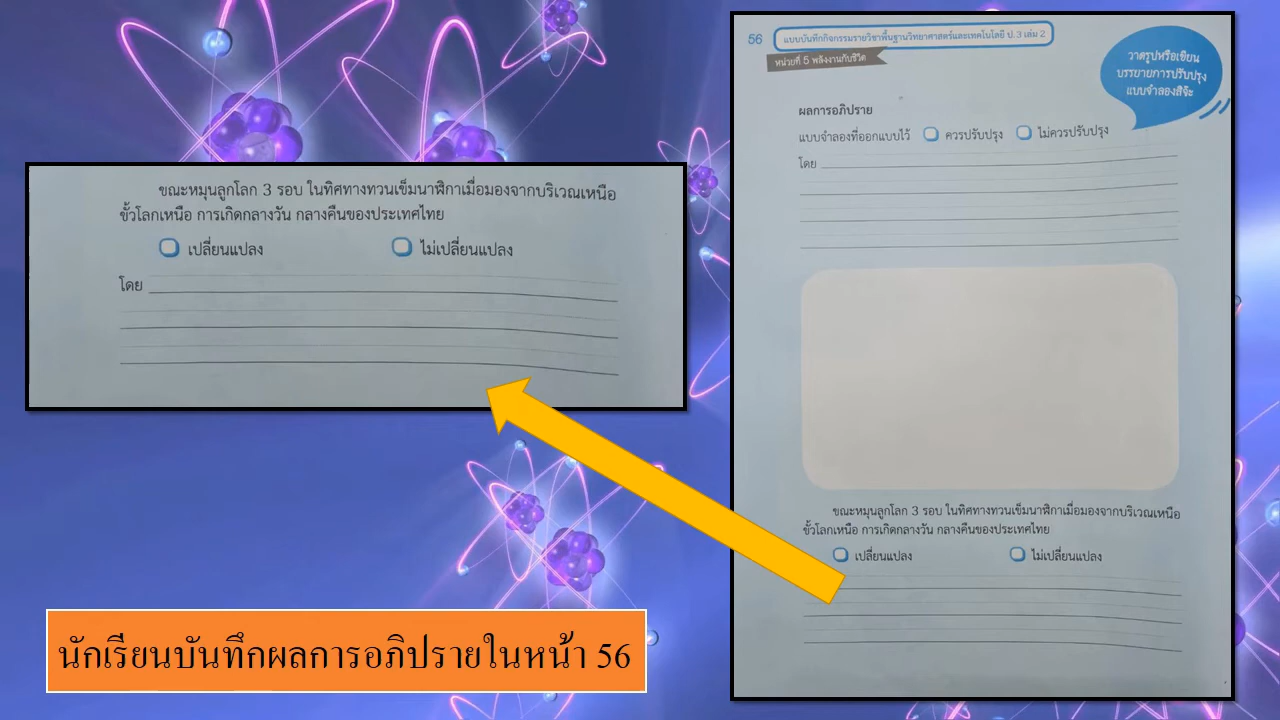 ขณะหมุนลูกโลก 3 รอบ ในทิศทางทวนเข็มนาฬิกาเมื่อมองจากบริเวณเหนือ
ขั้วโลกเหนือ การเกิดกลางวัน กลางคืนของประเทศไทย
เปลี่ยนแปลง ไม่เปลี่ยนแปลง
โดย
นักเรียนบันทึกผลการอภิปรายในหน้า 56
56 แบบบันทึกกิจกรรมรายวิชาพื้นฐานวิทยาศาสตร์และเทคโนโลยี ป.3 เล่ม 2
หน่วยที่ 5 พลังงานกับชีวิต
วาดรูปหรือเขียน
บรรยายการปรับปรุง
แบบจำลองสิจ๊ะ
ผลการอภิปราย
แบบจำลองที่ออกแบบไว้ ควรปรับปรุง ไม่ควรปรับปรุง
โดย
ขณะหมุนลูกโลก 3 รอบ ในทิศทางทวนเข็มนาฬิกาเมื่อมองจากบริเวณเหนือ
ขั้วโลกเหนือ การเกิดกลางวัน กลางคืนของประเทศไทย
เปลี่ยนแปลง ไม่เปลี่ยนแปลง